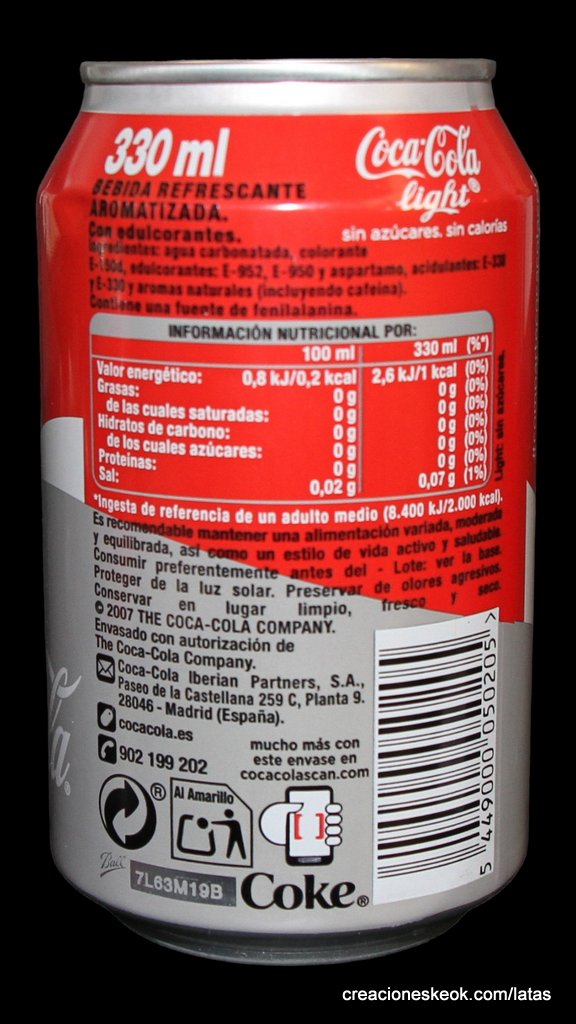 330 ml
Coca-Cola
light®
sin azúcares. sin calorías
BEBIDA REFRESCANTE
AROMATIZADA.
Con edulcorantes.
Ingredientes: agua carbonatada, colorante
E-150d, edulcorantes: E-952, E-950 y aspartamo, acidulantes: E-338
y E-330 y aromas naturales (incluyendo cafeína).
Contiene una fuente de fenilalanina.
INFORMACIÓN NUTRICIONAL POR:
100 ml 330 ml (%*)
Valor energético: 0,8 kJ/0,2 kcal 2,6 kJ/1 kcal (0%)
Grasas: 0 g 0 g (0%)
de las cuales saturadas: 0 g 0 g (0%)
Hidratos de carbono: 0 g 0 g (0%)
de los cuales azúcares: 0 g 0 g (0%)
Proteínas: 0 g 0 g (0%)
Sal: 0,02 g 0,07 g (1%)
Light: sin azúcares.
*Ingesta de referencia de un adulto medio (8.400 kJ/2.000 kcal).
Es recomendable mantener una alimentación variada, moderada
y equilibrada, así como un estilo de vida activo y saludable.
Consumir preferentemente antes del - Lote: ver la base.
Proteger de la luz solar. Preservar de olores agresivos.
Conservar en lugar limpio, fresco y seco.
© 2007 THE COCA-COLA COMPANY.
Envasado con autorización de
The Coca-Cola Company.
Coca-Cola Iberian Partners, S.A.,
Paseo de la Castellana 259 C, Planta 9.
28046 - Madrid (España).
cocacola.es
902 199 202
mucho más con
este envase en
cocacolascan.com
®
Al Amarillo
[ ]
Ball
7L63M19B
Coke®
5 449000 050205 >
creacioneskeok.com/latas